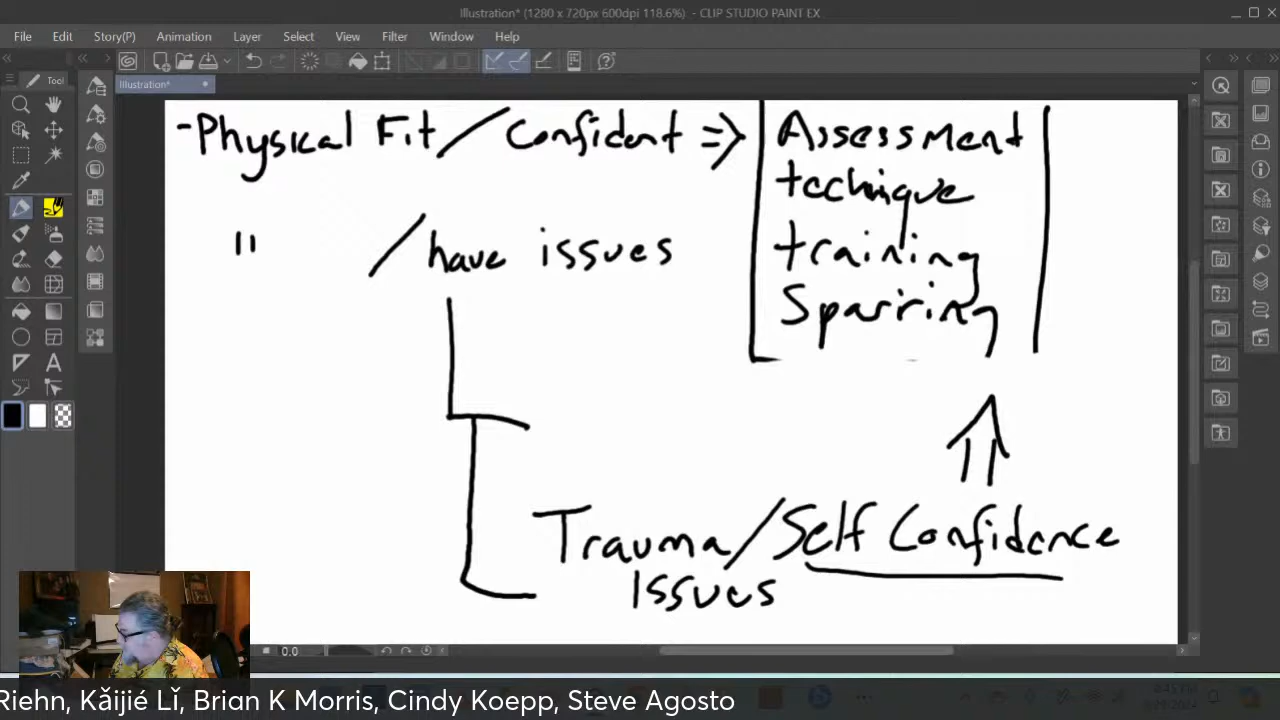 Illustration* (1280 x 720px 600dpi 118.6%) - CLIP STUDIO PAINT EX
File Edit Story(P) Animation Layer Select View Filter Window Help
Tool
Illustration*
-Physical Fit/Confident => Assessment
technique
" /have issues
training
Sparring
Trauma/Self Confidence
Issues
0.0
Riehn, Kǎijié Lǐ, Brian K Morris, Cindy Koepp, Steve Agosto